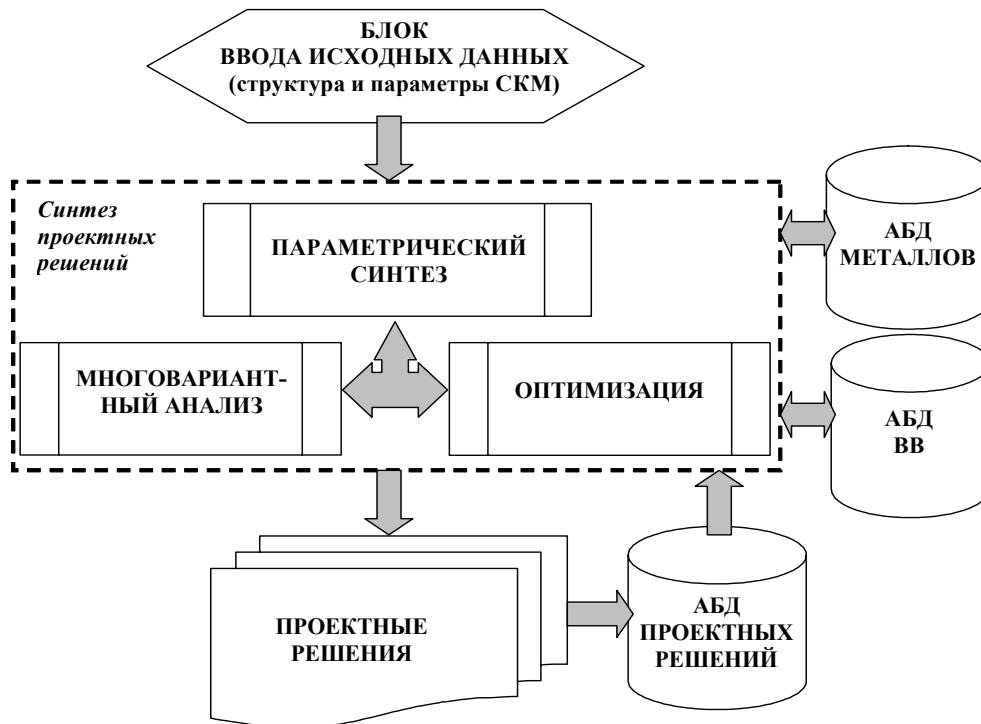 БЛОК
ВВОДА ИСХОДНЫХ ДАННЫХ
(структура и параметры СКМ)
Синтез
проектных
решений
ПАРАМЕТРИЧЕСКИЙ
СИНТЕЗ
АБД
МЕТАЛЛОВ
МНОГОВАРИАНТ-
НЫЙ АНАЛИЗ
ОПТИМИЗАЦИЯ
АБД
ВВ
ПРОЕКТНЫЕ
РЕШЕНИЯ
АБД
ПРОЕКТНЫХ
РЕШЕНИЙ